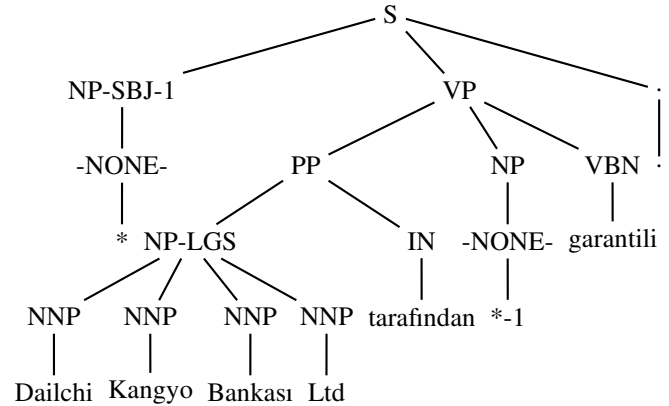 S
NP-SBJ-1 VP .
-NONE- PP NP VBN .
* NP-LGS IN -NONE- garantili
NNP NNP NNP NNP tarafından *-1
Dailchi Kangyo Bankası Ltd